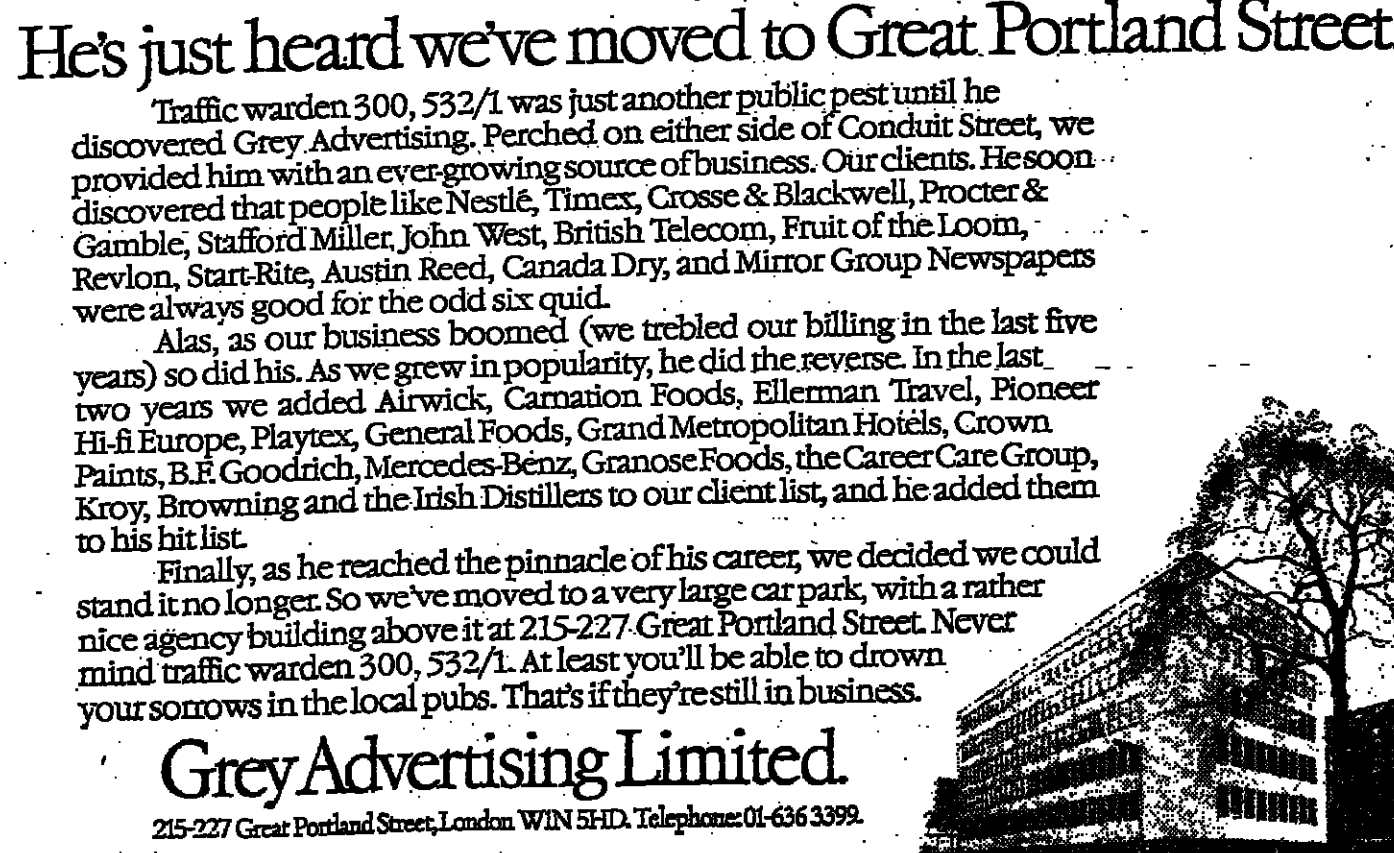 He's just heard we've moved to Great Portland Street
Traffic warden 300, 532/1 was just another public pest until he
discovered Grey Advertising. Perched on either side of Conduit Street, we
provided him with an ever-growing source of business. Our clients. He soon
discovered that people like Nestlé, Timex, Crosse & Blackwell, Procter &
Gamble, Stafford Miller, John West, British Telecom, Fruit of the Loom,
Revlon, Start-Rite, Austin Reed, Canada Dry, and Mirror Group Newspapers
were always good for the odd six quid.
Alas, as our business boomed (we trebled our billing in the last five
years) so did his. As we grew in popularity, he did the reverse. In the last
two years we added Airwick, Carnation Foods, Ellerman Travel, Pioneer
Hi-fi Europe, Playtex, General Foods, Grand Metropolitan Hotels, Crown
Paints, B.F. Goodrich, Mercedes-Benz, Granose Foods, the Career Care Group,
Kroy, Browning and the Irish Distillers to our client list, and he added them
to his hit list.
Finally, as he reached the pinnacle of his career, we decided we could
stand it no longer. So we've moved to a very large car park, with a rather
nice agency building above it at 215-227 Great Portland Street. Never
mind traffic warden 300, 532/1. At least you'll be able to drown
your sorrows in the local pubs. That's if they're still in business.
Grey Advertising Limited.
215-227 Great Portland Street, London W1N 5HD. Telephone: 01-636 3399.